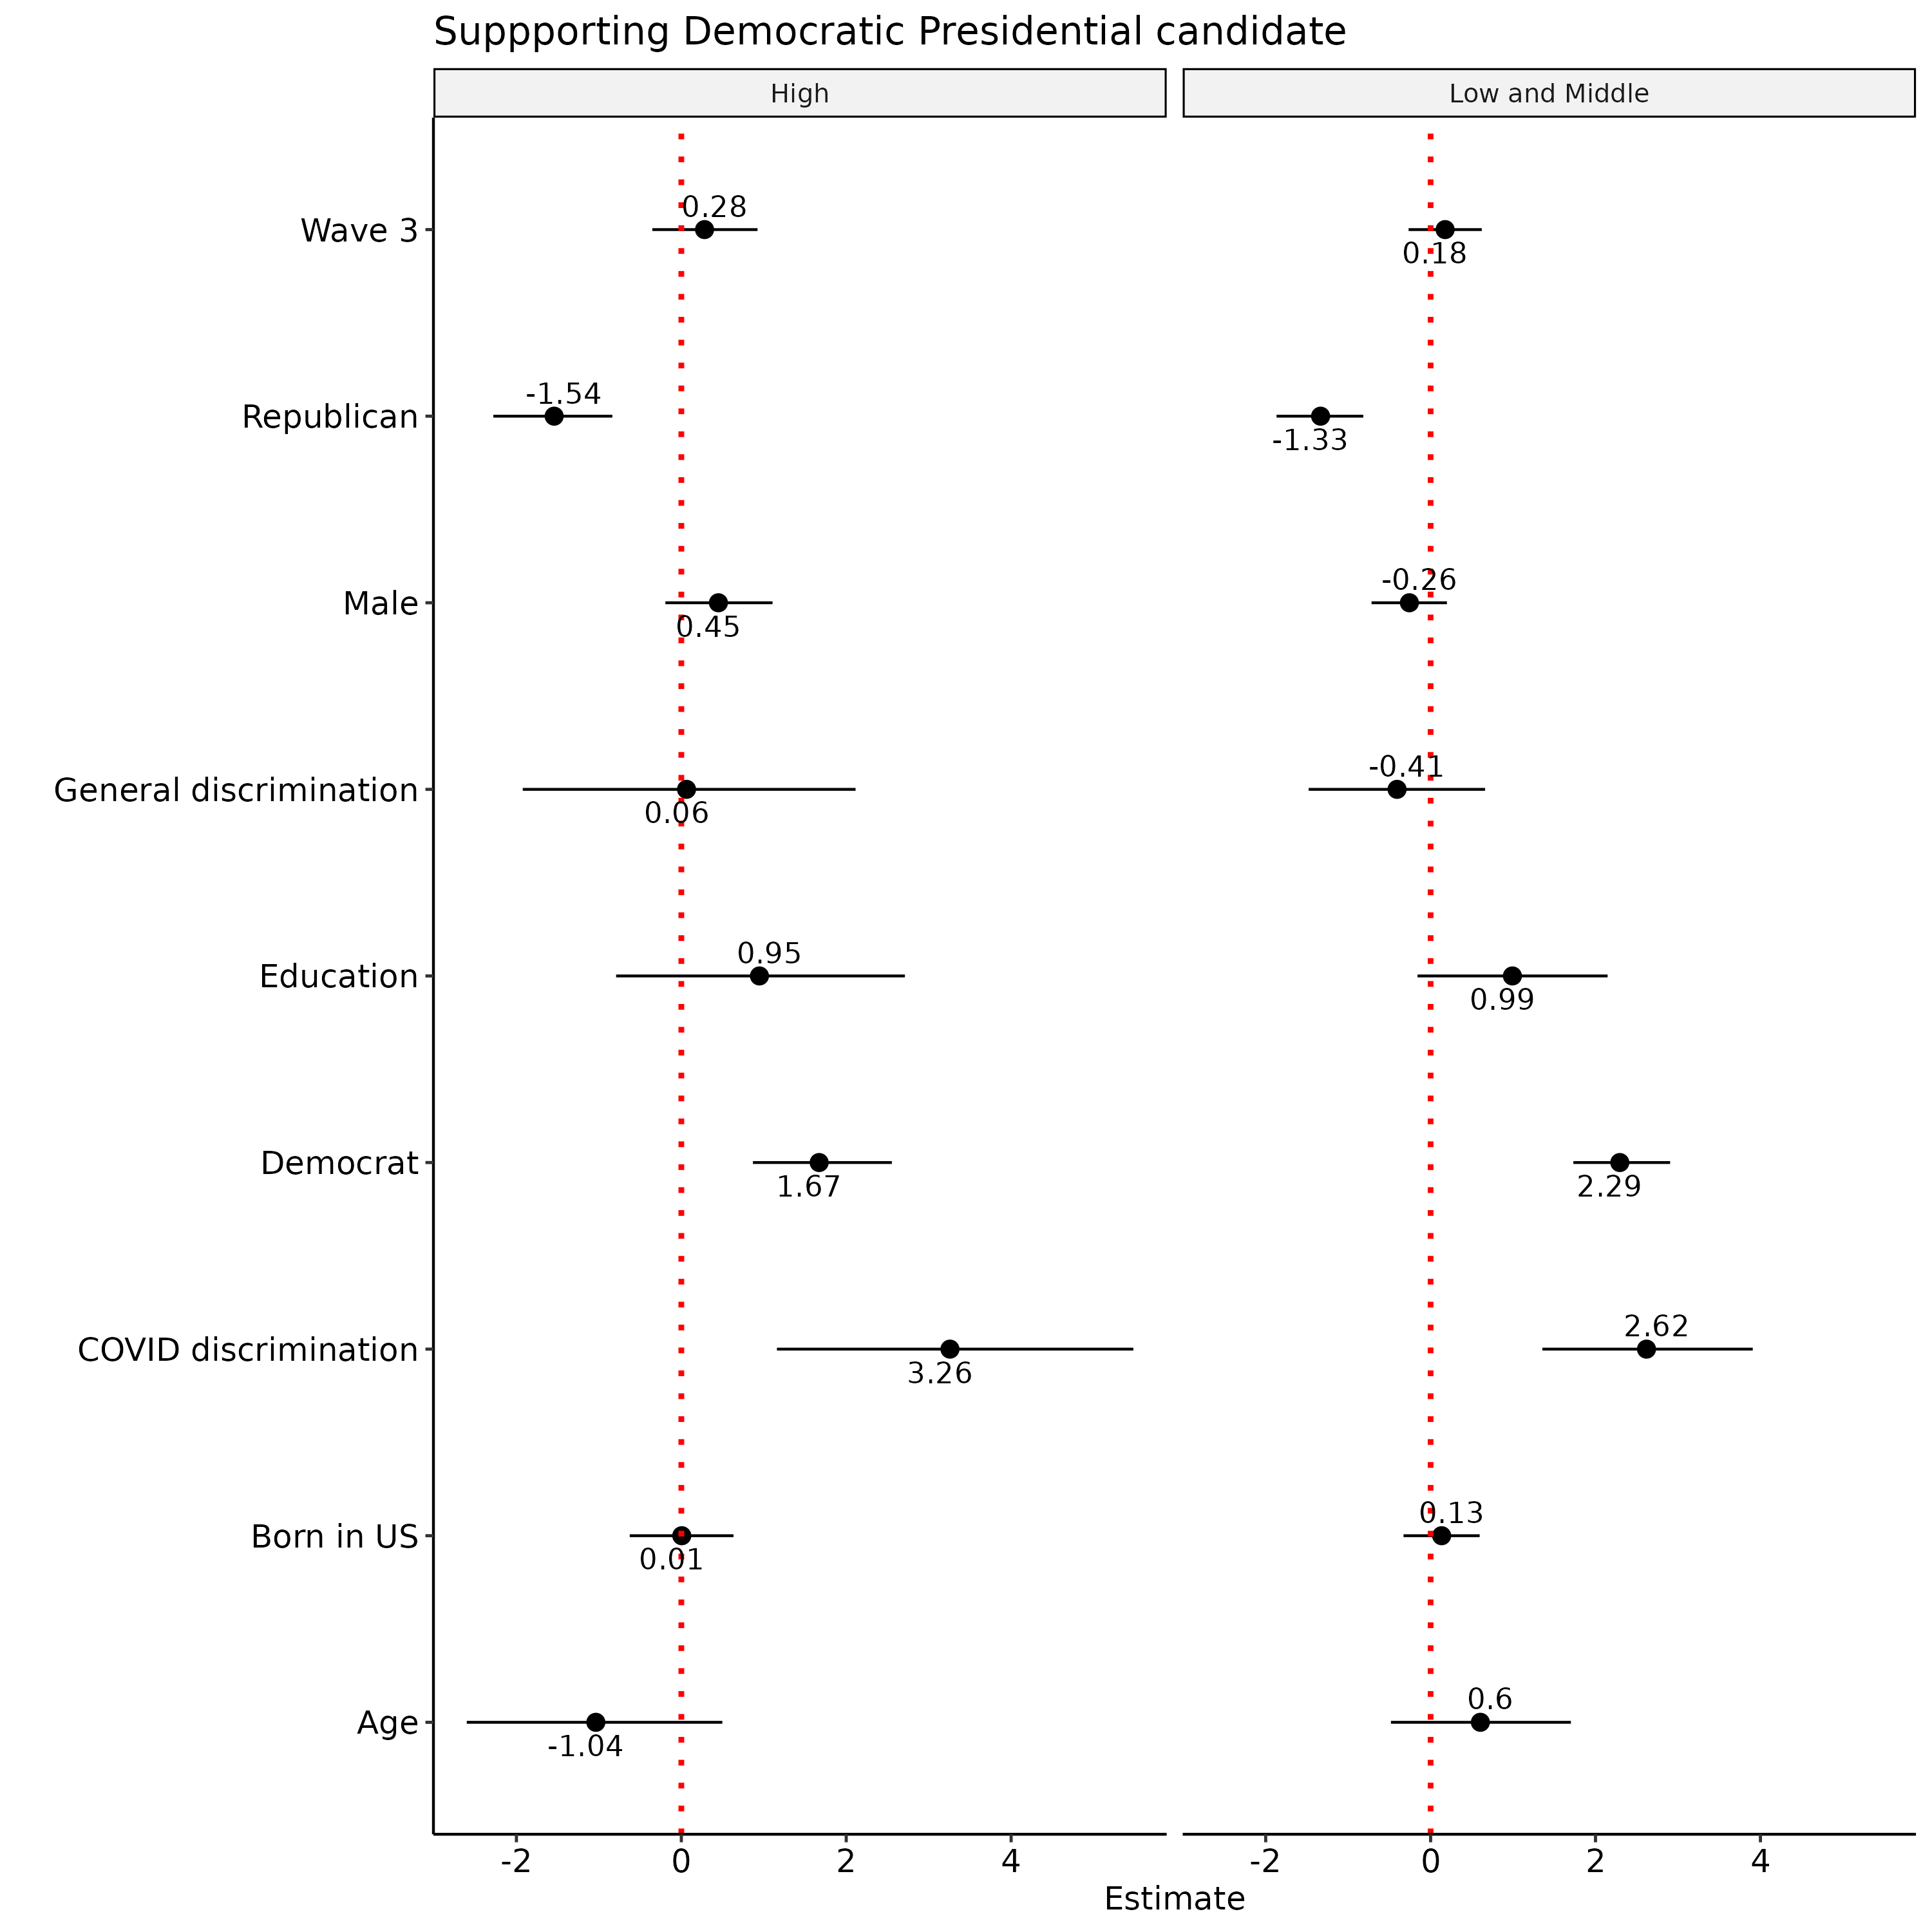 Suppporting Democratic Presidential candidate
High
Low and Middle
Wave 3
0.28
0.18
Republican
-1.54
-1.33
Male
0.45
-0.26
General discrimination
0.06
-0.41
Education
0.95
0.99
Democrat
1.67
2.29
COVID discrimination
3.26
2.62
Born in US
0.01
0.13
Age
-1.04
0.6
-2 0 2 4
-2 0 2 4
Estimate